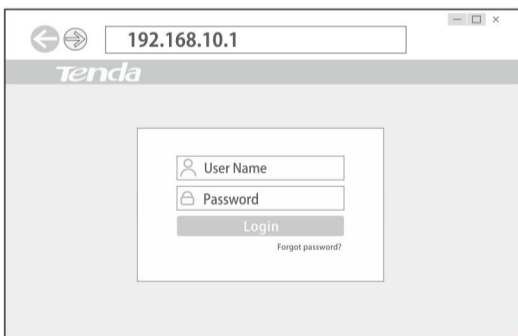 192.168.10.1
Tenda
User Name
Password
Login
Forgot password?